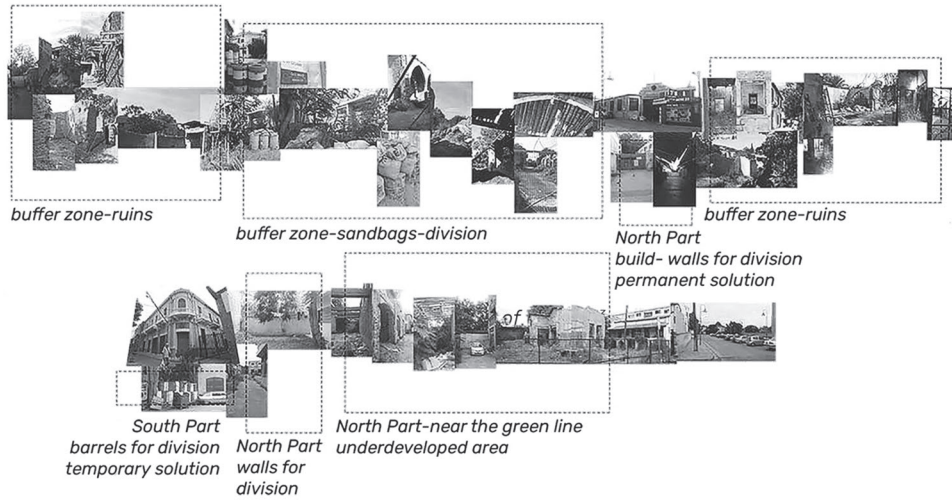 buffer zone-ruins
buffer zone-sandbags-division
North Part
build- walls for division
permanent solution
buffer zone-ruins
of
South Part
barrels for division
temporary solution
North Part
walls for
division
North Part-near the green line
underdeveloped area